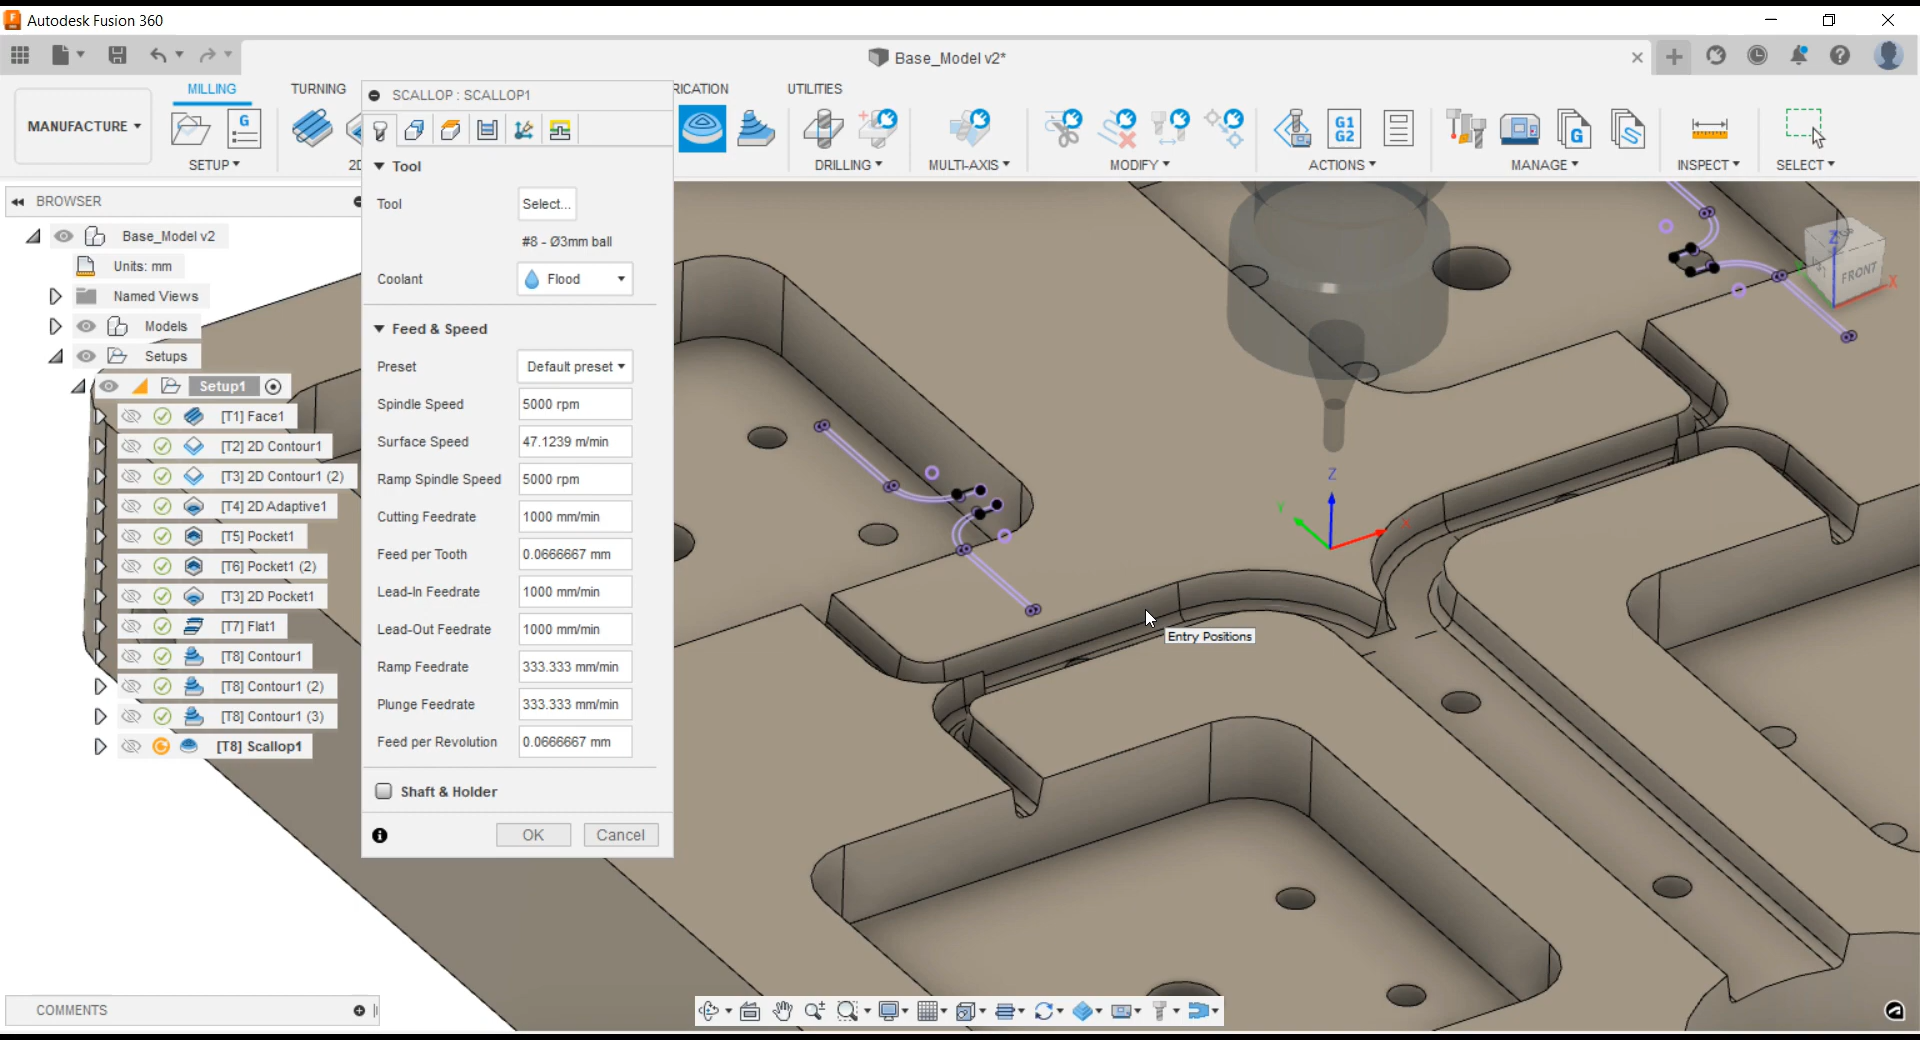 Autodesk Fusion 360
Base_Model v2*
MILLING
TURNING
RICATION
UTILITIES
MANUFACTURE
SETUP
2D
DRILLING
MULTI-AXIS
MODIFY
G1
G2
ACTIONS
MANAGE
INSPECT
SELECT
BROWSER
Base_Model v2
Units: mm
Named Views
Models
Setups
Setup1
[T1] Face1
[T2] 2D Contour1
[T3] 2D Contour1 (2)
[T4] 2D Adaptive1
[T5] Pocket1
[T6] Pocket1 (2)
[T3] 2D Pocket1
[T7] Flat1
[T8] Contour1
[T8] Contour1 (2)
[T8] Contour1 (3)
[T8] Scallop1
SCALLOP : SCALLOP1
Tool
Tool
Select...
#8 - Ø3mm ball
Coolant
Flood
Feed & Speed
Preset
Default preset
Spindle Speed
5000 rpm
Surface Speed
47.1239 m/min
Ramp Spindle Speed
5000 rpm
Cutting Feedrate
1000 mm/min
Feed per Tooth
0.0666667 mm
Lead-In Feedrate
1000 mm/min
Lead-Out Feedrate
1000 mm/min
Ramp Feedrate
333.333 mm/min
Plunge Feedrate
333.333 mm/min
Feed per Revolution
0.0666667 mm
Shaft & Holder
OK
Cancel
Entry Positions
Z
Y
X
Z
FRONT
X
COMMENTS